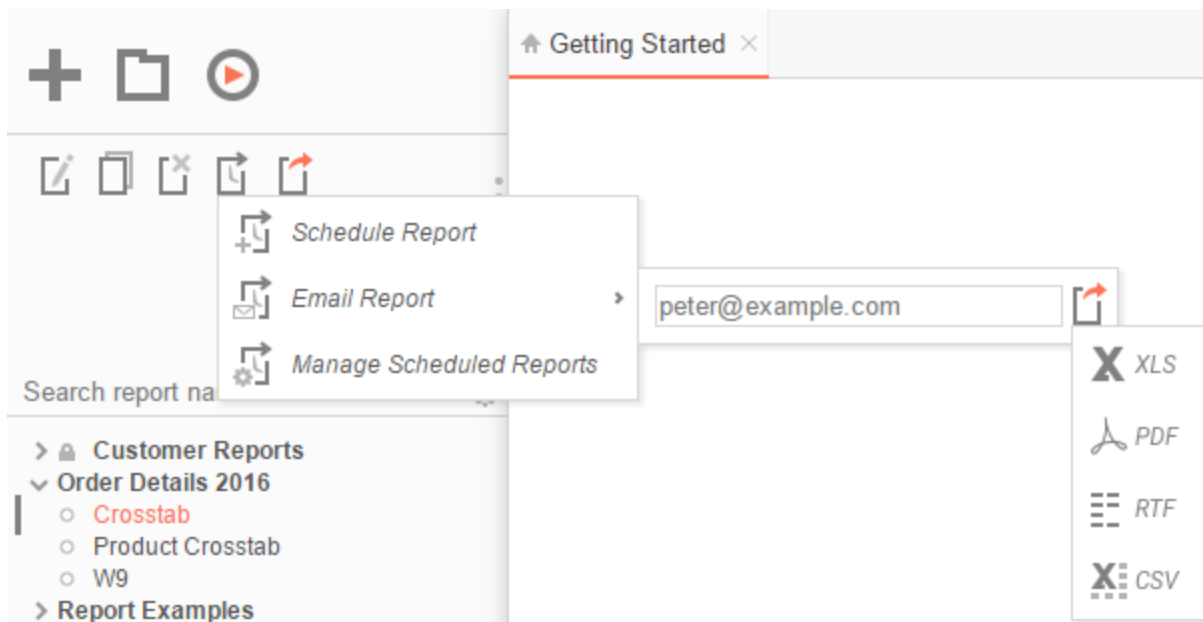 Getting Started
Schedule Report
Email Report
peter@example.com
Manage Scheduled Reports
XLS
PDF
RTF
CSV
Search report na
Customer Reports
Order Details 2016
Crosstab
Product Crosstab
W9
Report Examples